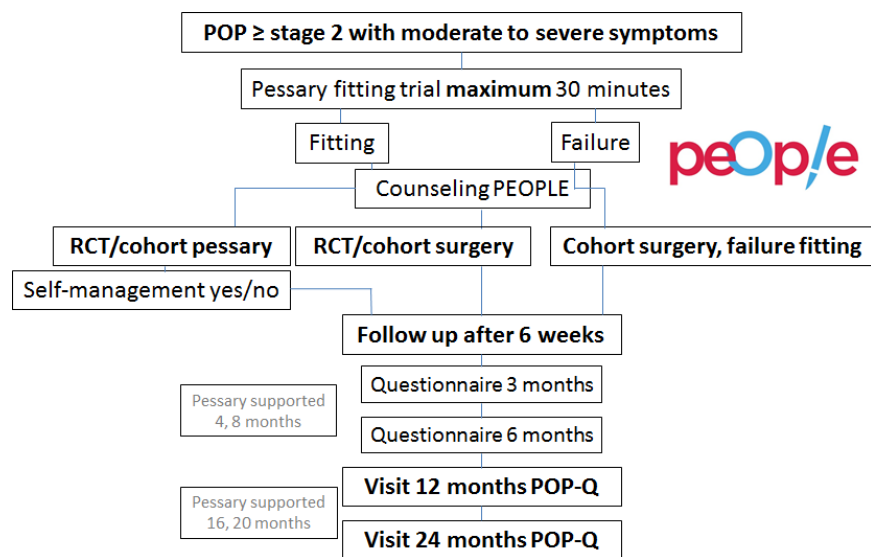 POP ≥ stage 2 with moderate to severe symptoms
Pessary fitting trial maximum 30 minutes
Fitting
Failure
people
Counseling PEOPLE
RCT/cohort pessary
RCT/cohort surgery
Cohort surgery, failure fitting
Self-management yes/no
Follow up after 6 weeks
Questionnaire 3 months
Pessary supported
4, 8 months
Questionnaire 6 months
Visit 12 months POP-Q
Pessary supported
16, 20 months
Visit 24 months POP-Q